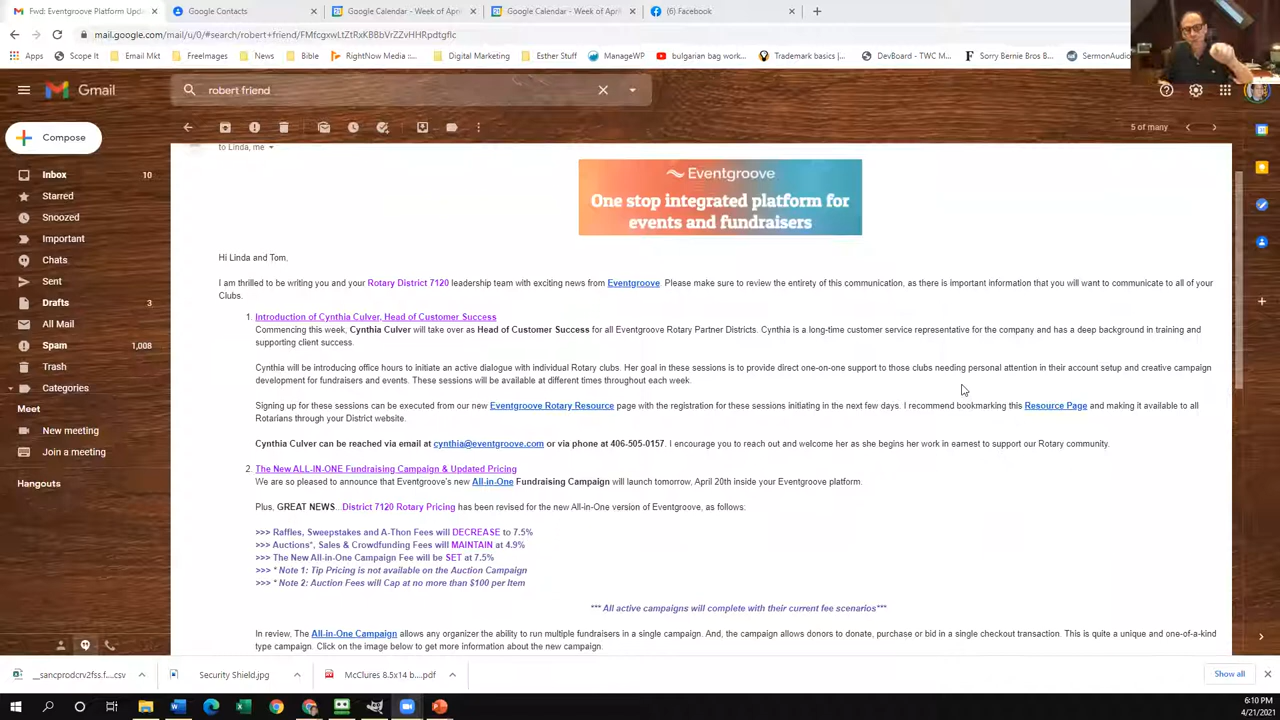 Fwd: Eventgroove Platform Upd
Google Contacts
Google Calendar - Week of April
Google Calendar - Week of April
(6) Facebook
mail.google.com/mail/u/0/#search/robert+friend/FMfcgxwLtZtRxKBBbVrZZvHHRpdtgflc
Apps
Scope It
Email Mkt
FreeImages
News
Bible
RightNow Media ::...
Digital Marketing
Esther Stuff
ManageWP
bulgarian bag work...
Trademark basics |...
DevBoard - TWC M...
Sorry Bernie Bros B...
SermonAudio
Gmail
robert friend
Compose
5 of many
Inbox 10
Starred
Snoozed
Important
Chats
Sent
Drafts 3
All Mail
Spam 1,008
Trash
Categories
Meet
New meeting
Join a meeting
Hangouts
to Linda, me
Eventgroove
One stop integrated platform for
events and fundraisers
Hi Linda and Tom,
I am thrilled to be writing you and your Rotary District 7120 leadership team with exciting news from Eventgroove. Please make sure to review the entirety of this communication, as there is important information that you will want to communicate to all of your
Clubs.
1. Introduction of Cynthia Culver, Head of Customer Success
Commencing this week, Cynthia Culver will take over as Head of Customer Success for all Eventgroove Rotary Partner Districts. Cynthia is a long-time customer service representative for the company and has a deep background in training and
supporting client success.
Cynthia will be introducing office hours to initiate an active dialogue with individual Rotary clubs. Her goal in these sessions is to provide direct one-on-one support to those clubs needing personal attention in their account setup and creative campaign
development for fundraisers and events. These sessions will be available at different times throughout each week.
Signing up for these sessions can be executed from our new Eventgroove Rotary Resource page with the registration for these sessions initiating in the next few days. I recommend bookmarking this Resource Page and making it available to all
Rotarians through your District website.
Cynthia Culver can be reached via email at cynthia@eventgroove.com or via phone at 406-505-0157. I encourage you to reach out and welcome her as she begins her work in earnest to support our Rotary community.
2. The New ALL-IN-ONE Fundraising Campaign & Updated Pricing
We are so pleased to announce that Eventgroove's new All-in-One Fundraising Campaign will launch tomorrow, April 20th inside your Eventgroove platform.
Plus, GREAT NEWS...District 7120 Rotary Pricing has been revised for the new All-in-One version of Eventgroove, as follows:
>>> Raffles, Sweepstakes and A-Thon Fees will DECREASE to 7.5%
>>> Auctions*, Sales & Crowdfunding Fees will MAINTAIN at 4.9%
>>> The New All-in-One Campaign Fee will be SET at 7.5%
>>> * Note 1: Tip Pricing is not available on the Auction Campaign
>>> * Note 2: Auction Fees will Cap at no more than $100 per Item
*** All active campaigns will complete with their current fee scenarios***
In review, The All-in-One Campaign allows any organizer the ability to run multiple fundraisers in a single campaign. And, the campaign allows donors to donate, purchase or bid in a single checkout transaction. This is quite a unique and one-of-a-kind
type campaign. Click on the image below to get more information about the new campaign.
__sancprodcrv2fss.f....csv
Security Shield.jpg
McClures 8.5x14 b....pdf
Show all
6:10 PM
4/21/2021